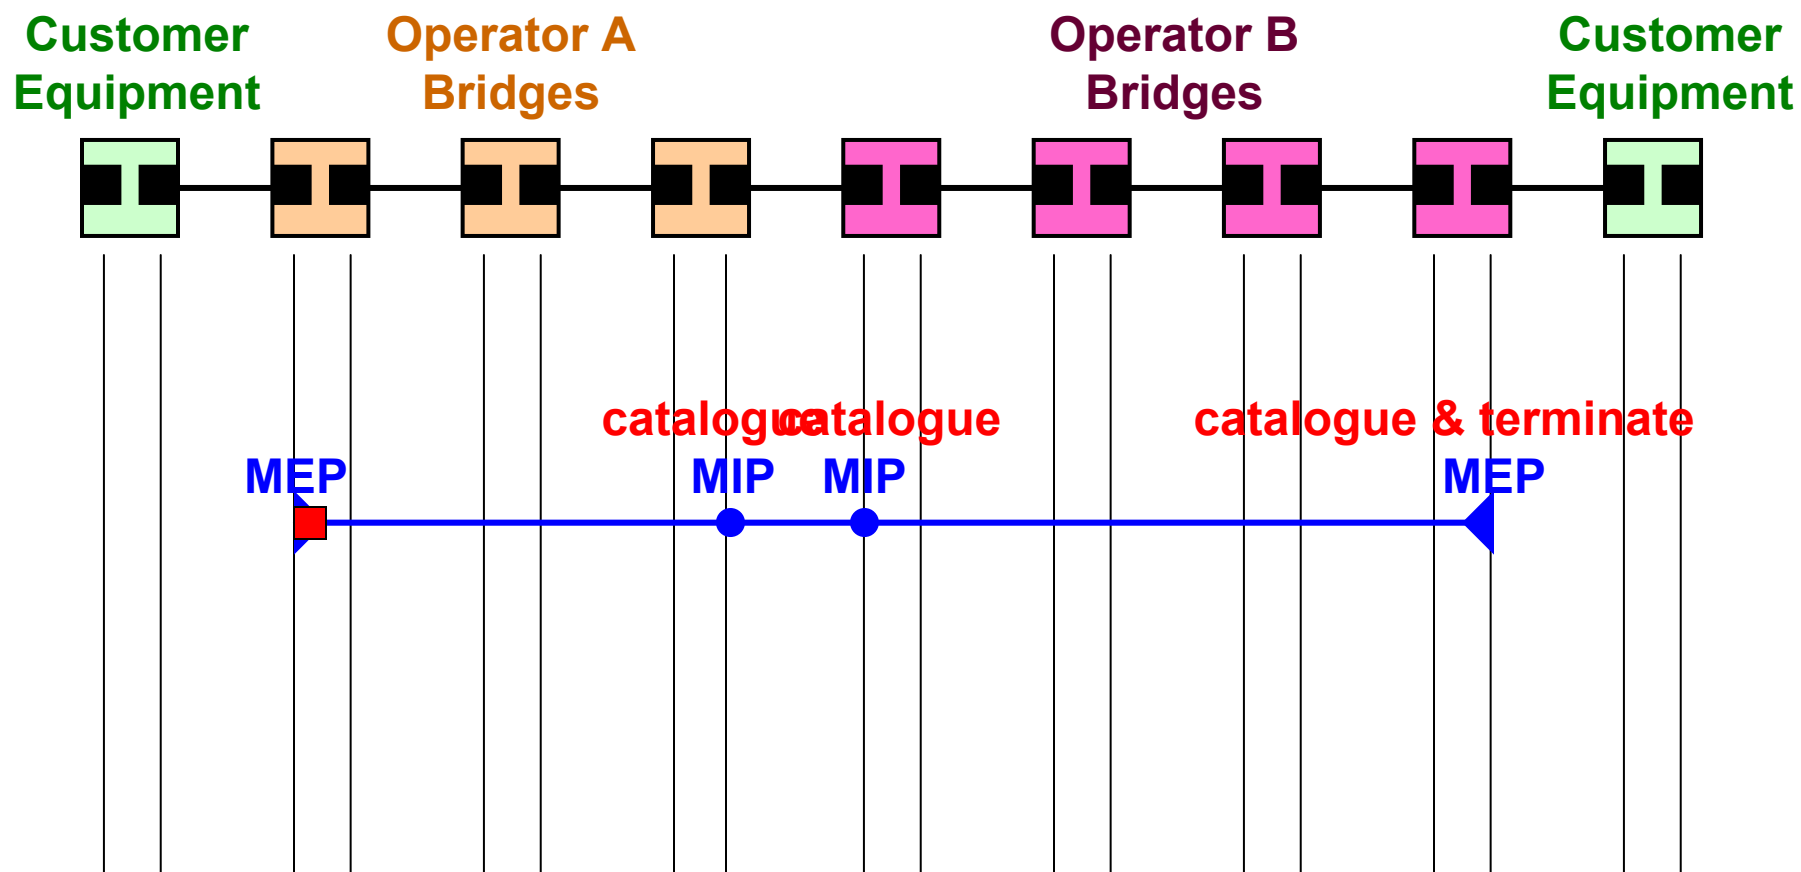 Customer
Equipment
Operator A
Bridges
Operator B
Bridges
Customer
Equipment
catalogue
catalogue
catalogue & terminate
MEP
MIP
MIP
MEP